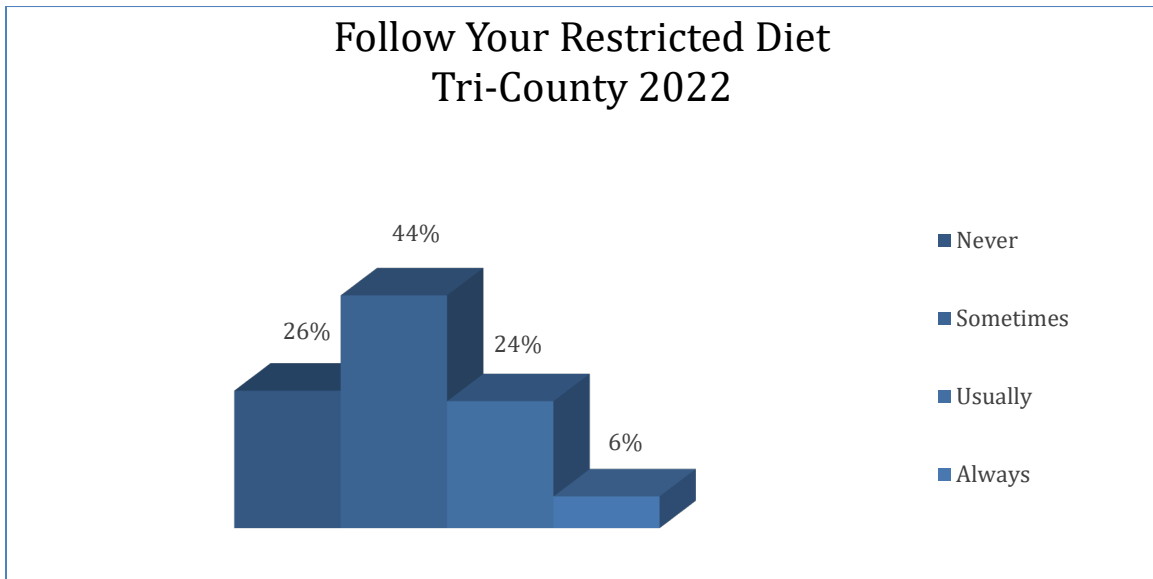 Follow Your Restricted Diet
Tri-County 2022
44%
26%
24%
6%
Never
Sometimes
Usually
Always